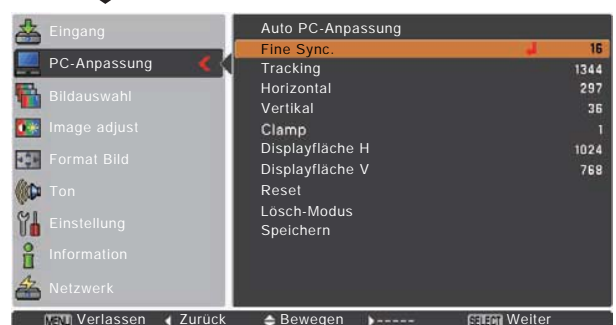 Eingang
PC-Anpassung
Bildauswahl
Image adjust
Format Bild
Ton
Einstellung
Information
Netzwerk
Auto PC-Anpassung
Fine Sync. 16
Tracking 1344
Horizontal 297
Vertikal 36
Clamp 1
Displayfläche H 1024
Displayfläche V 768
Reset
Lösch-Modus
Speichern
MENU Verlassen Zurück Bewegen ----- SELECT Weiter